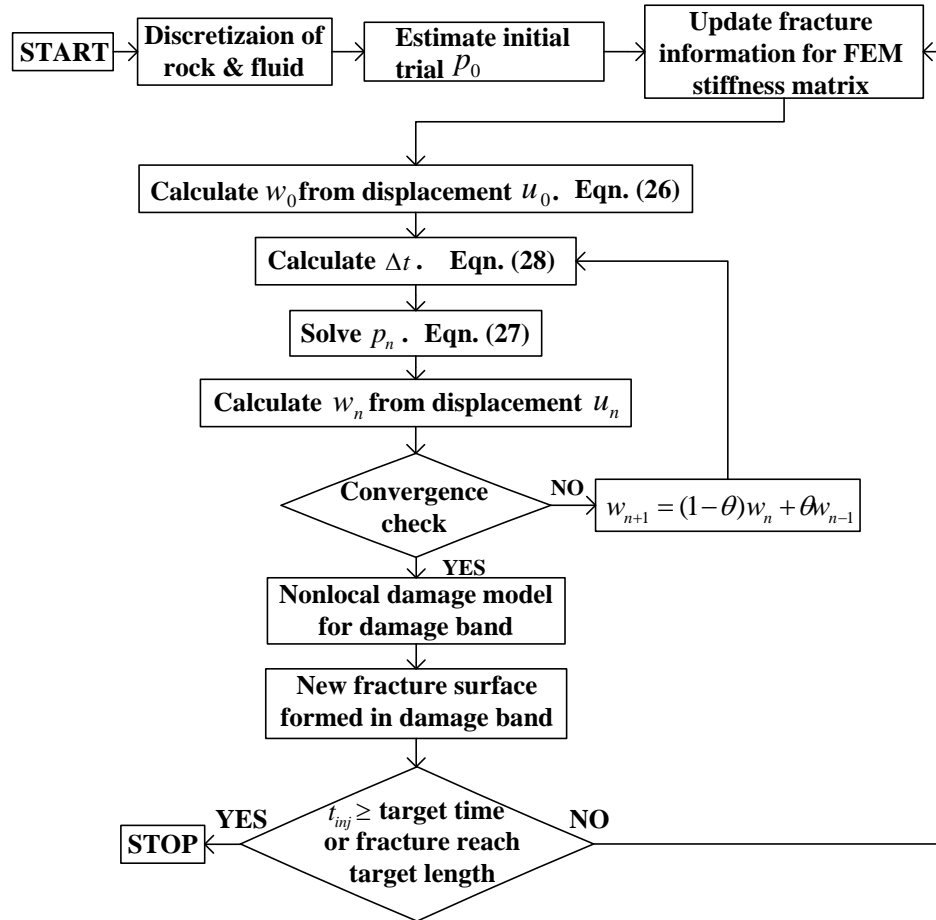 START
Discretizaion of
rock & fluid
Estimate initial
trial p₀
Update fracture
information for FEM
stiffness matrix
Calculate w₀ from displacement u₀. Eqn. (26)
Calculate Δt. Eqn. (28)
Solve pₙ. Eqn. (27)
Calculate wₙ from displacement uₙ
Convergence
check
NO
wₙ₊₁ = (1−θ)wₙ + θwₙ₋₁
YES
Nonlocal damage model
for damage band
New fracture surface
formed in damage band
t_inj ≥ target time
or fracture reach
target length
YES
NO
STOP